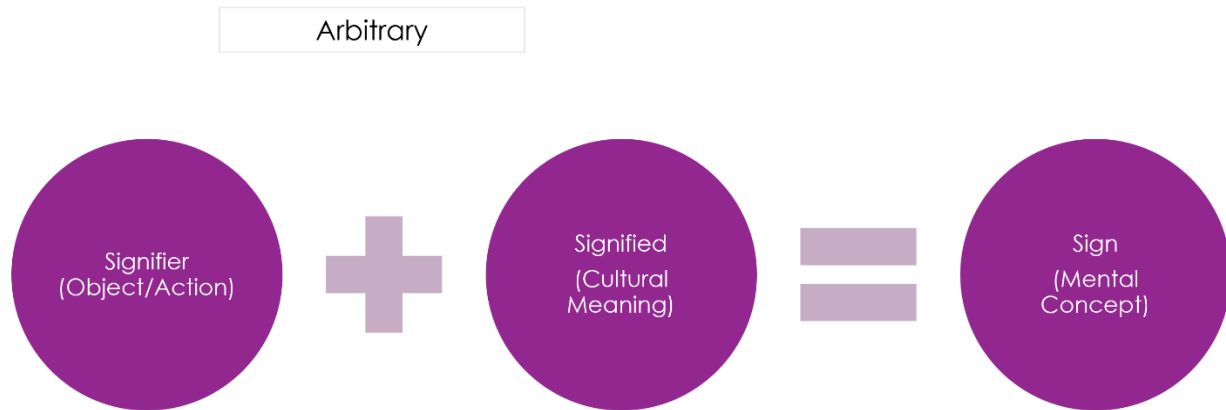 Arbitrary
Signifier
(Object/Action)
Signified
(Cultural
Meaning)
Sign
(Mental
Concept)